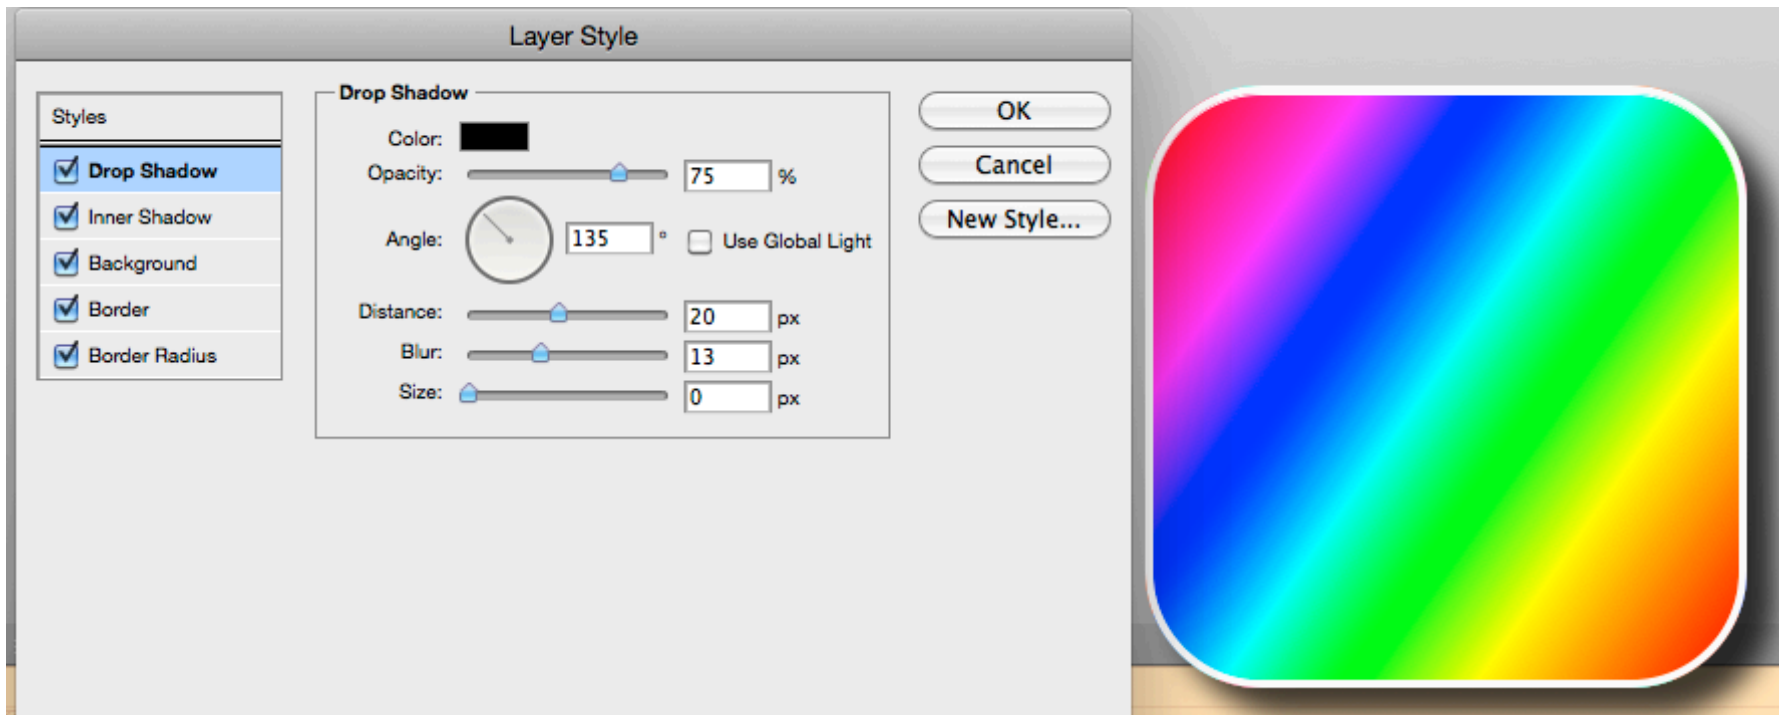 Layer Style
Styles
Drop Shadow
Inner Shadow
Background
Border
Border Radius
Drop Shadow
Color:
Opacity: 75 %
Angle: 135 ° Use Global Light
Distance: 20 px
Blur: 13 px
Size: 0 px
OK
Cancel
New Style...